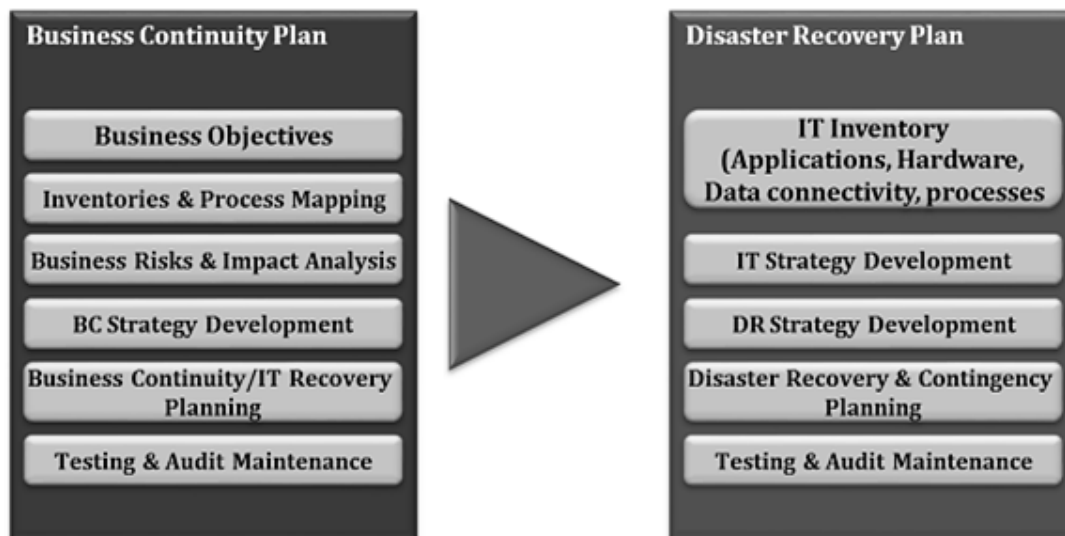 Business Continuity Plan
Business Objectives
Inventories & Process Mapping
Business Risks & Impact Analysis
BC Strategy Development
Business Continuity/IT Recovery
Planning
Testing & Audit Maintenance
Disaster Recovery Plan
IT Inventory
(Applications, Hardware,
Data connectivity, processes
IT Strategy Development
DR Strategy Development
Disaster Recovery & Contingency
Planning
Testing & Audit Maintenance